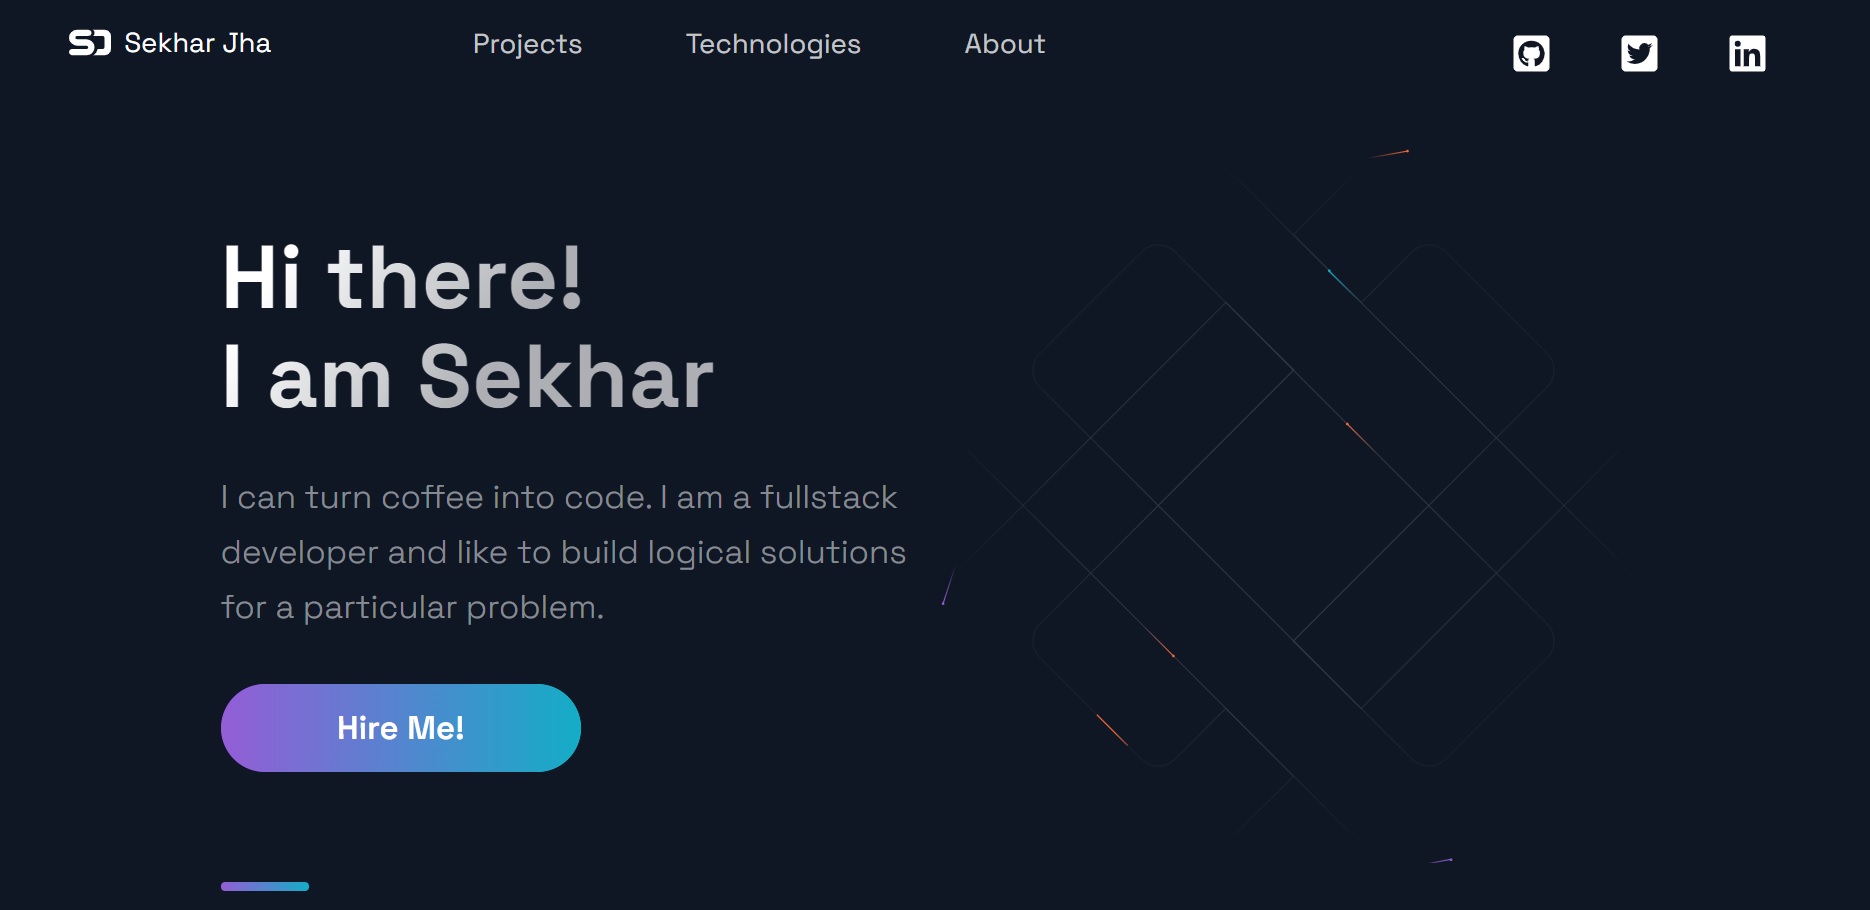 SJ Sekhar Jha
Projects
Technologies
About
in
Hi there!
I am Sekhar
I can turn coffee into code. I am a fullstack
developer and like to build logical solutions
for a particular problem.
Hire Me!